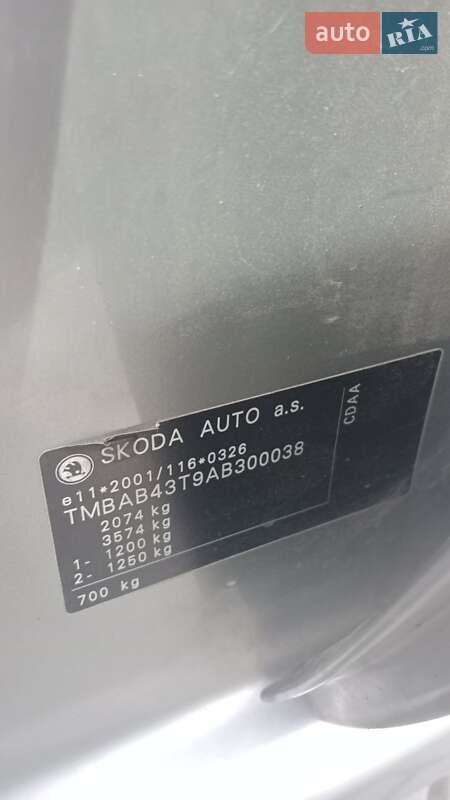 auto RIA.com
SKODA AUTO a.s.
CDAA
e11*2001/116*0326
TMBAB43T9AB300038
2074 kg
3574 kg
1- 1200 kg
2- 1250 kg
700 kg